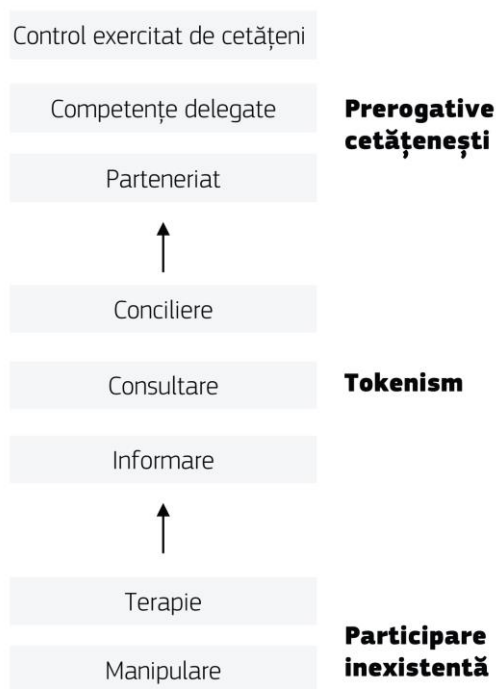 Control exercitat de cetățeni
Competențe delegate
Prerogative
cetățenești
Parteneriat
Conciliere
Consultare
Tokenism
Informare
Terapie
Participare
inexistentă
Manipulare